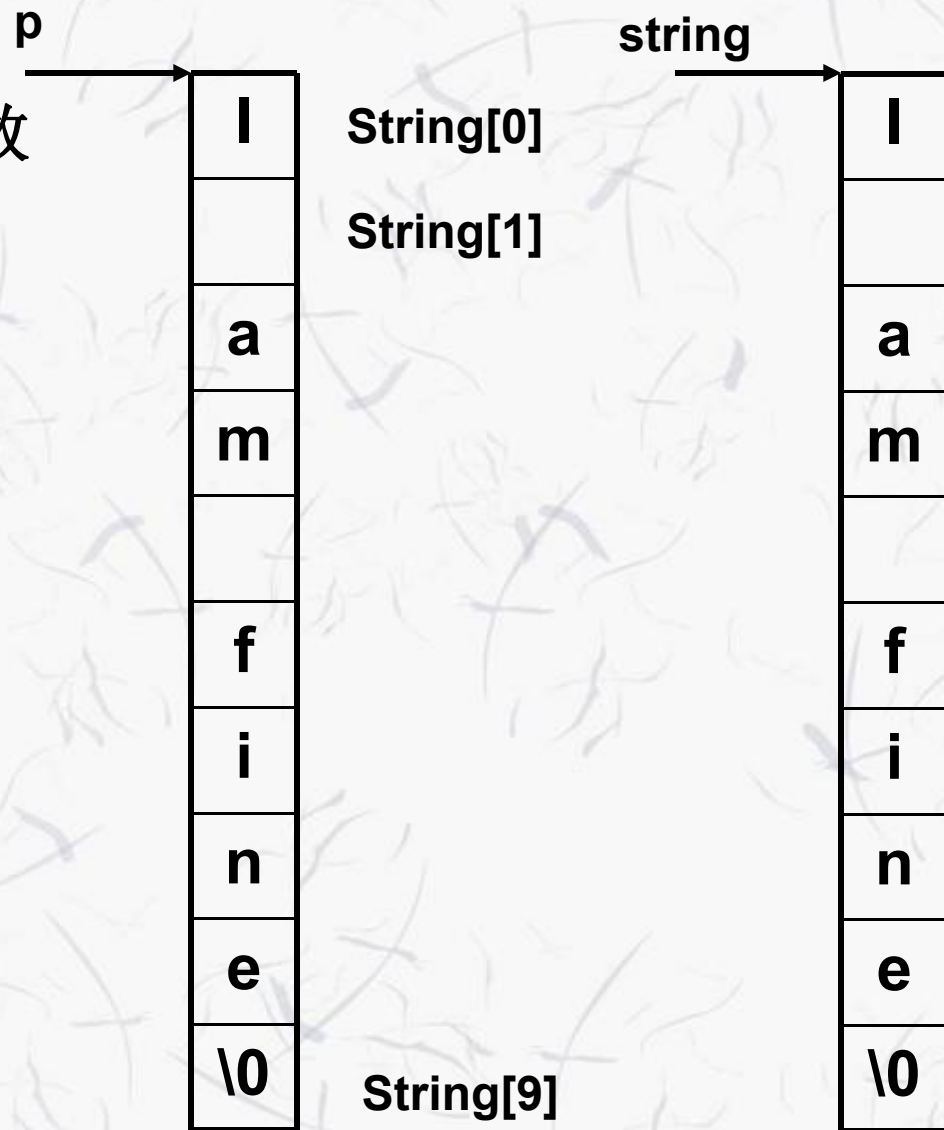 p
string
I String[0] I
String[1]
a a
m m
f f
i i
n n
e e
\0 String[9] \0